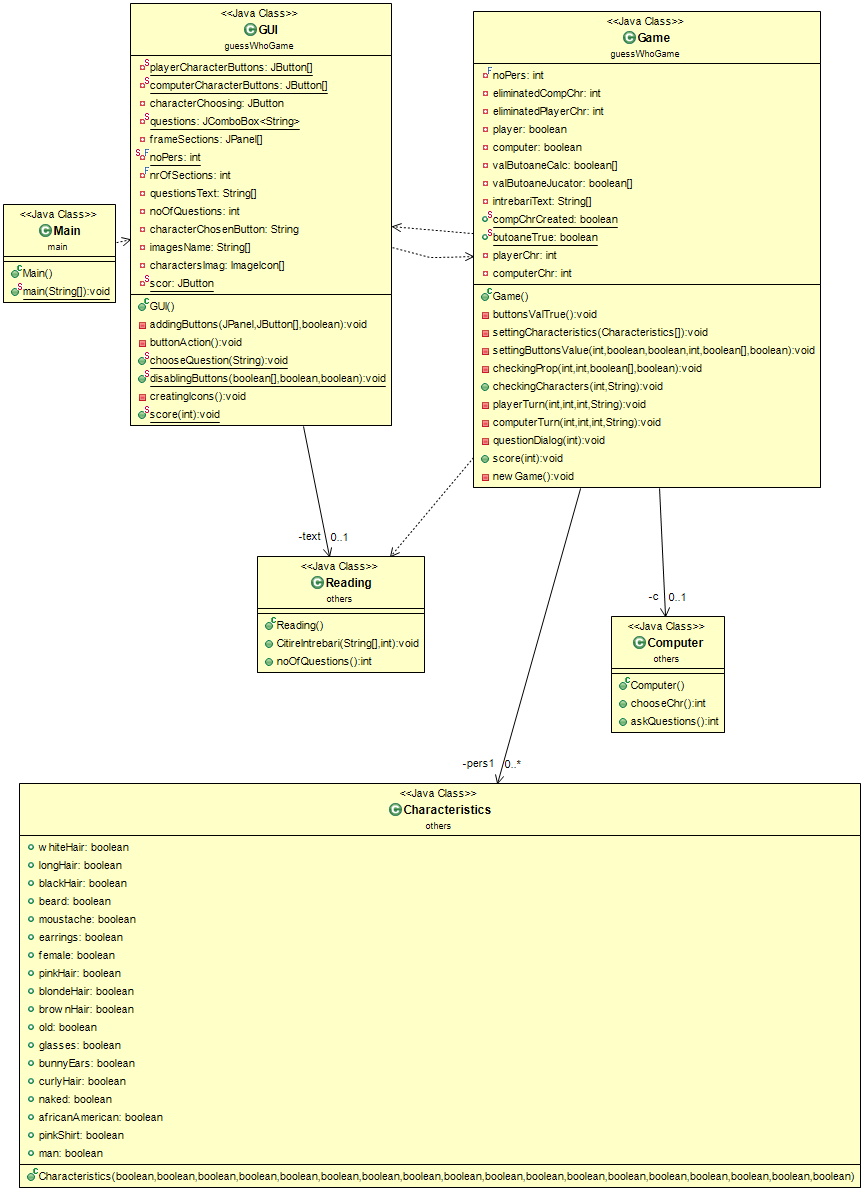 <<Java Class>>
Main
main
Main()
main(String[]):void
<<Java Class>>
GUI
guessWhoGame
playerCharacterButtons: JButton[]
computerCharacterButtons: JButton[]
characterChoosing: JButton
questions: JComboBox<String>
frameSections: JPanel[]
noPers: int
nrOfSections: int
questionsText: String[]
noOfQuestions: int
characterChosenButton: String
imagesName: String[]
charactersImag: ImageIcon[]
scor: JButton
GUI()
addingButtons(JPanel,JButton[],boolean):void
buttonAction():void
chooseQuestion(String):void
disablingButtons(boolean[],boolean,boolean):void
creatingIcons():void
score(int):void
<<Java Class>>
Game
guessWhoGame
noPers: int
eliminatedCompChr: int
eliminatedPlayerChr: int
player: boolean
computer: boolean
valButoaneCalc: boolean[]
valButoaneJucator: boolean[]
intrebariText: String[]
compChrCreated: boolean
butoaneTrue: boolean
playerChr: int
computerChr: int
Game()
buttonsValTrue():void
settingCharacteristics(Characteristics[]):void
settingButtonsValue(int,boolean,boolean,int,boolean[],boolean):void
checkingProp(int,int,boolean[],boolean):void
checkingCharacters(int,String):void
playerTurn(int,int,int,String):void
computerTurn(int,int,int,String):void
questionDialog(int):void
score(int):void
newGame():void
-text 0..1
<<Java Class>>
Reading
others
Reading()
CitireIntrebari(String[],int):void
noOfQuestions():int
-c 0..1
<<Java Class>>
Computer
others
Computer()
chooseChr():int
askQuestions():int
-pers1 0..*
<<Java Class>>
Characteristics
others
whiteHair: boolean
longHair: boolean
blackHair: boolean
beard: boolean
moustache: boolean
earrings: boolean
female: boolean
pinkHair: boolean
blondeHair: boolean
brownHair: boolean
old: boolean
glasses: boolean
bunnyEars: boolean
curlyHair: boolean
naked: boolean
africanAmerican: boolean
pinkShirt: boolean
man: boolean
Characteristics(boolean,boolean,boolean,boolean,boolean,boolean,boolean,boolean,boolean,boolean,boolean,boolean,boolean,boolean,boolean,boolean,boolean,boolean)